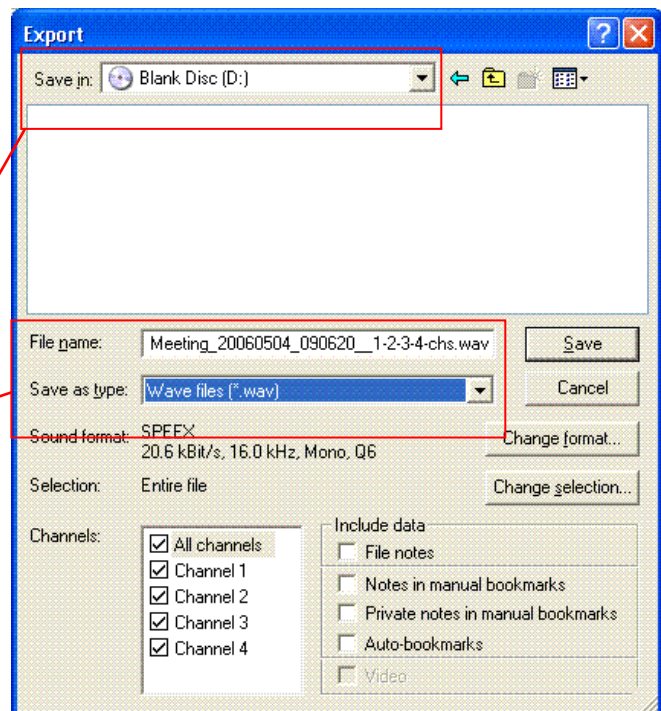 Export
Save in: Blank Disc (D:)
File name: Meeting_20060504_090620__1-2-3-4-chs.wav Save
Save as type: Wave files (*.wav) Cancel
Sound format: SPEEX Change format...
20.6 kBit/s, 16.0 kHz, Mono, Q6
Selection: Entire file Change selection...
Channels:
All channels
Channel 1
Channel 2
Channel 3
Channel 4
Include data
File notes
Notes in manual bookmarks
Private notes in manual bookmarks
Auto-bookmarks
Video